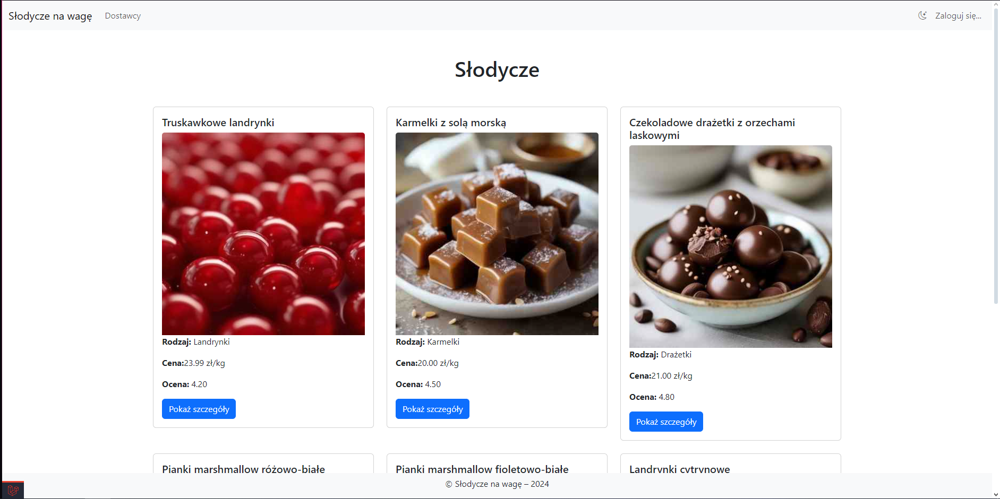 Słodycze na wagę
Dostawcy
Zaloguj się...
Słodycze
Truskawkowe landrynki
Rodzaj: Landrynki
Cena:23.99 zł/kg
Ocena: 4.20
Pokaż szczegóły
Karmelki z solą morską
Rodzaj: Karmelki
Cena:20.00 zł/kg
Ocena: 4.50
Pokaż szczegóły
Czekoladowe drażetki z orzechami
laskowymi
Rodzaj: Drażetki
Cena:21.00 zł/kg
Ocena: 4.80
Pokaż szczegóły
Pianki marshmallow różowo-białe
Pianki marshmallow fioletowo-białe
Landrynki cytrynowe
© Słodycze na wagę – 2024